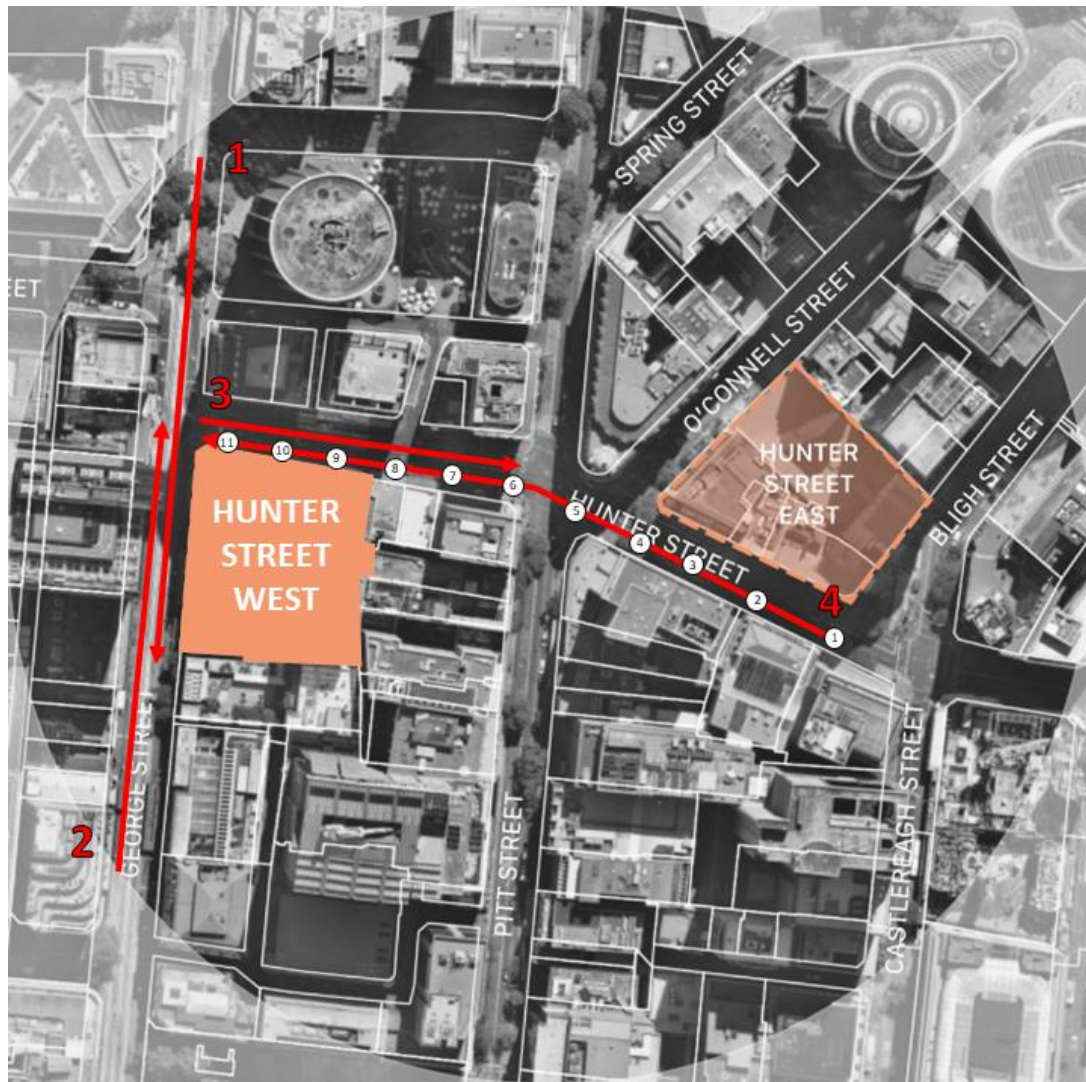 1
SPRING STREET
EET
O'CONNELL STREET
3
11
10
9
8
7
6
5
4
3
2
1
HUNTER
STREET
WEST
HUNTER
STREET
EAST
HUNTER STREET
BLIGH STREET
4
GEORGE STREET
2
PITT STREET
CASTLEREAGH STREET